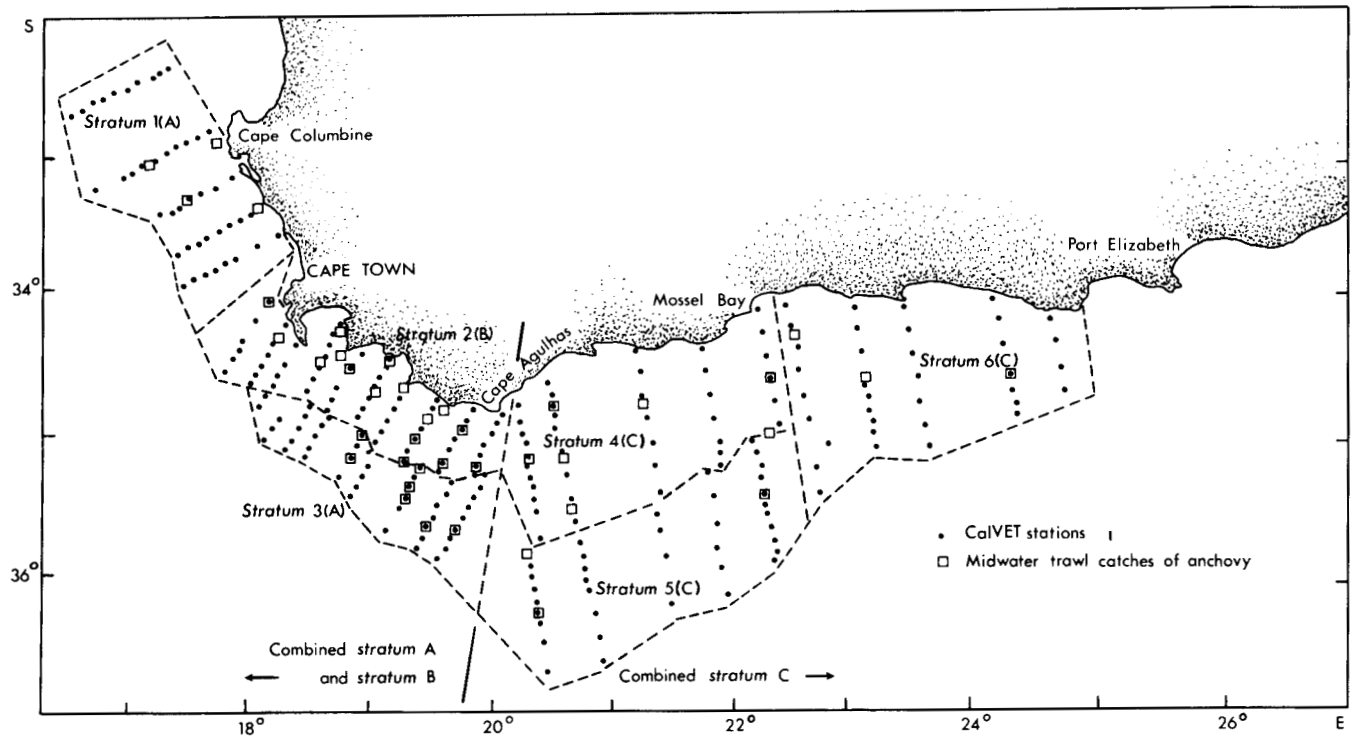 S
Stratum 1(A)
Cape Columbine
CAPE TOWN
34°
Port Elizabeth
Mossel Bay
Stratum 2(B)
Cape Agulhas
Stratum 6(C)
Stratum 4(C)
Stratum 3(A)
CalVET stations
Midwater trawl catches of anchovy
36°
Stratum 5(C)
Combined stratum A
and stratum B
Combined stratum C
18°
20°
22°
24°
26°
E